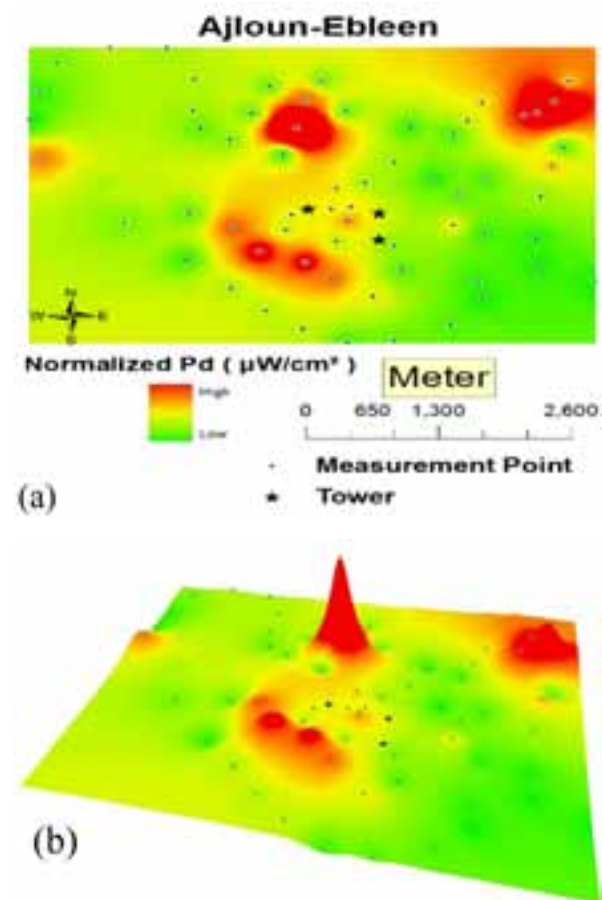 Ajloun-Ebleen
N
W E
S
Normalized Pd ( µW/cm² )
High
Low
Meter
0 650 1,300 2,600
Measurement Point
Tower
(a)
(b)